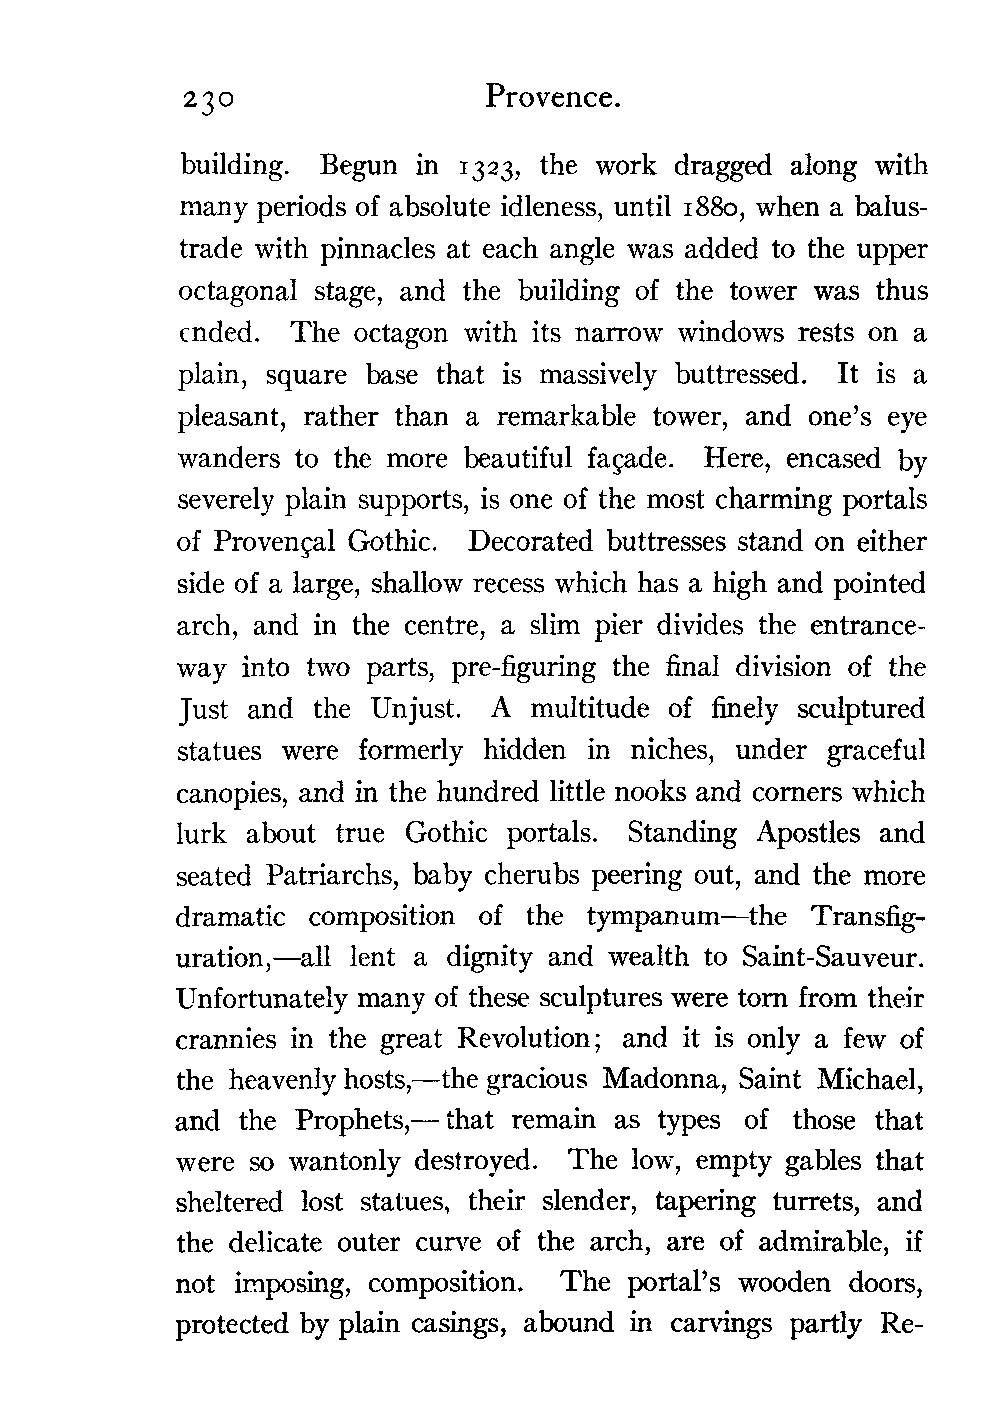 230 Provence.
building. Begun in 1323, the work dragged along with
many periods of absolute idleness, until 1880, when a balus-
trade with pinnacles at each angle was added to the upper
octagonal stage, and the building of the tower was thus
ended. The octagon with its narrow windows rests on a
plain, square base that is massively buttressed. It is a
pleasant, rather than a remarkable tower, and one's eye
wanders to the more beautiful façade. Here, encased by
severely plain supports, is one of the most charming portals
of Provençal Gothic. Decorated buttresses stand on either
side of a large, shallow recess which has a high and pointed
arch, and in the centre, a slim pier divides the entrance-
way into two parts, pre-figuring the final division of the
Just and the Unjust. A multitude of finely sculptured
statues were formerly hidden in niches, under graceful
canopies, and in the hundred little nooks and corners which
lurk about true Gothic portals. Standing Apostles and
seated Patriarchs, baby cherubs peering out, and the more
dramatic composition of the tympanum—the Transfig-
uration,—all lent a dignity and wealth to Saint-Sauveur.
Unfortunately many of these sculptures were torn from their
crannies in the great Revolution; and it is only a few of
the heavenly hosts,—the gracious Madonna, Saint Michael,
and the Prophets,—that remain as types of those that
were so wantonly destroyed. The low, empty gables that
sheltered lost statues, their slender, tapering turrets, and
the delicate outer curve of the arch, are of admirable, if
not imposing, composition. The portal's wooden doors,
protected by plain casings, abound in carvings partly Re-